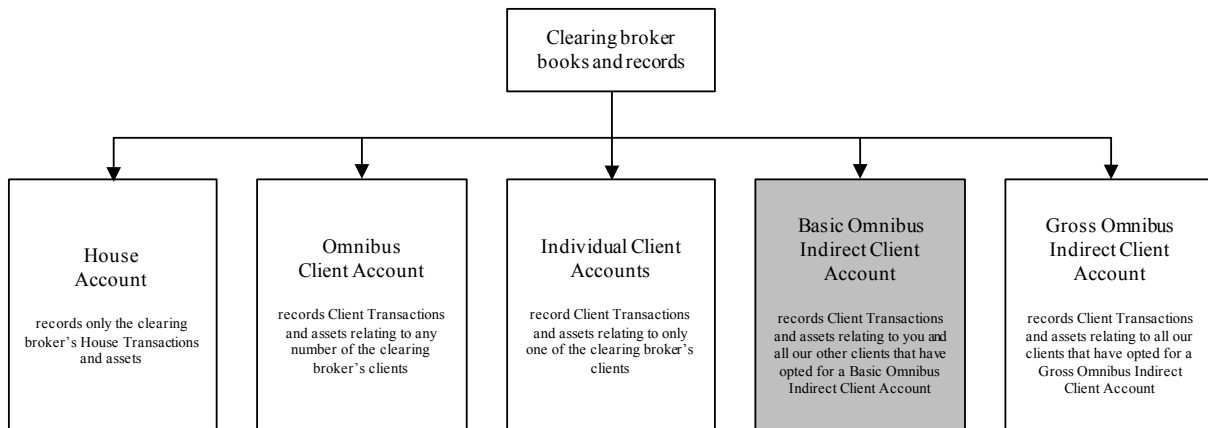 Clearing broker
books and records
House
Account
records only the clearing
broker's House Transactions
and assets
Omnibus
Client Account
records Client Transactions
and assets relating to any
number of the clearing
broker's clients
Individual Client
Accounts
record Client Transactions
and assets relating to only
one of the clearing broker's
clients
Basic Omnibus
Indirect Client
Account
records Client Transactions
and assets relating to you and
all our other clients that have
opted for a Basic Omnibus
Indirect Client Account
Gross Omnibus
Indirect Client
Account
records Client Transactions
and assets relating to all our
clients that have opted for a
Gross Omnibus Indirect
Client Account